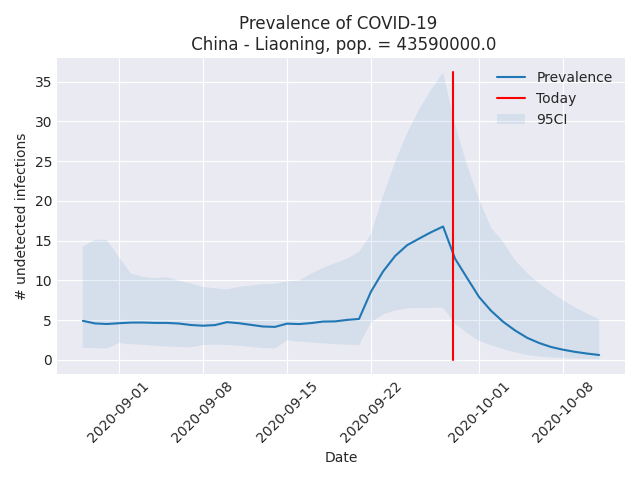 Prevalence of COVID-19
China - Liaoning, pop. = 43590000.0
Prevalence
Today
95CI
# undetected infections
35
30
25
20
15
10
5
0
2020-09-01
2020-09-08
2020-09-15
2020-09-22
2020-10-01
2020-10-08
Date